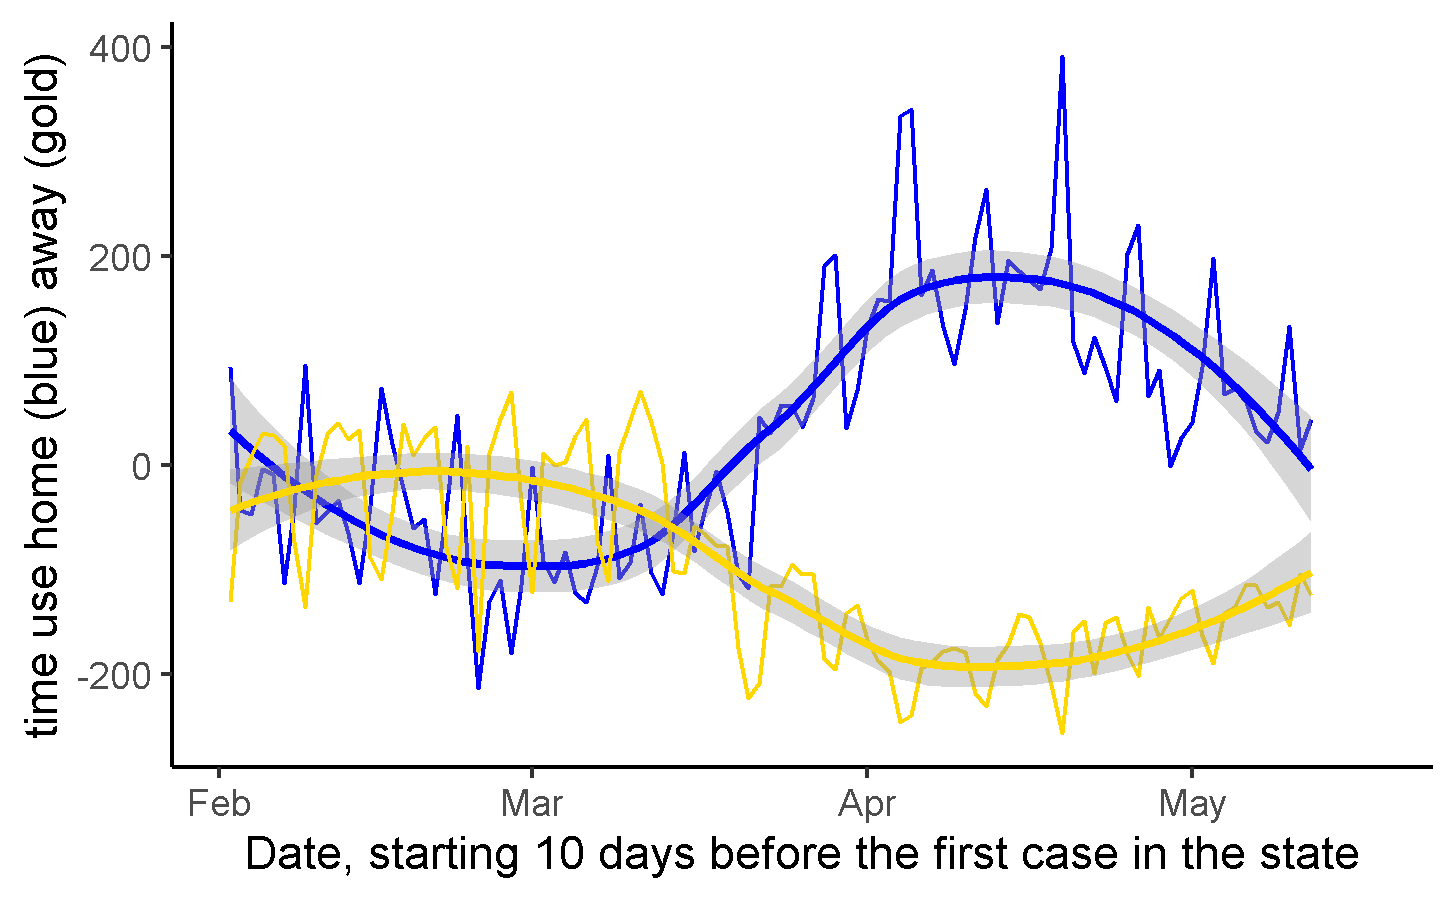 time use home (blue) away (gold)
400
200
0
-200
Feb
Mar
Apr
May
Date, starting 10 days before the first case in the state